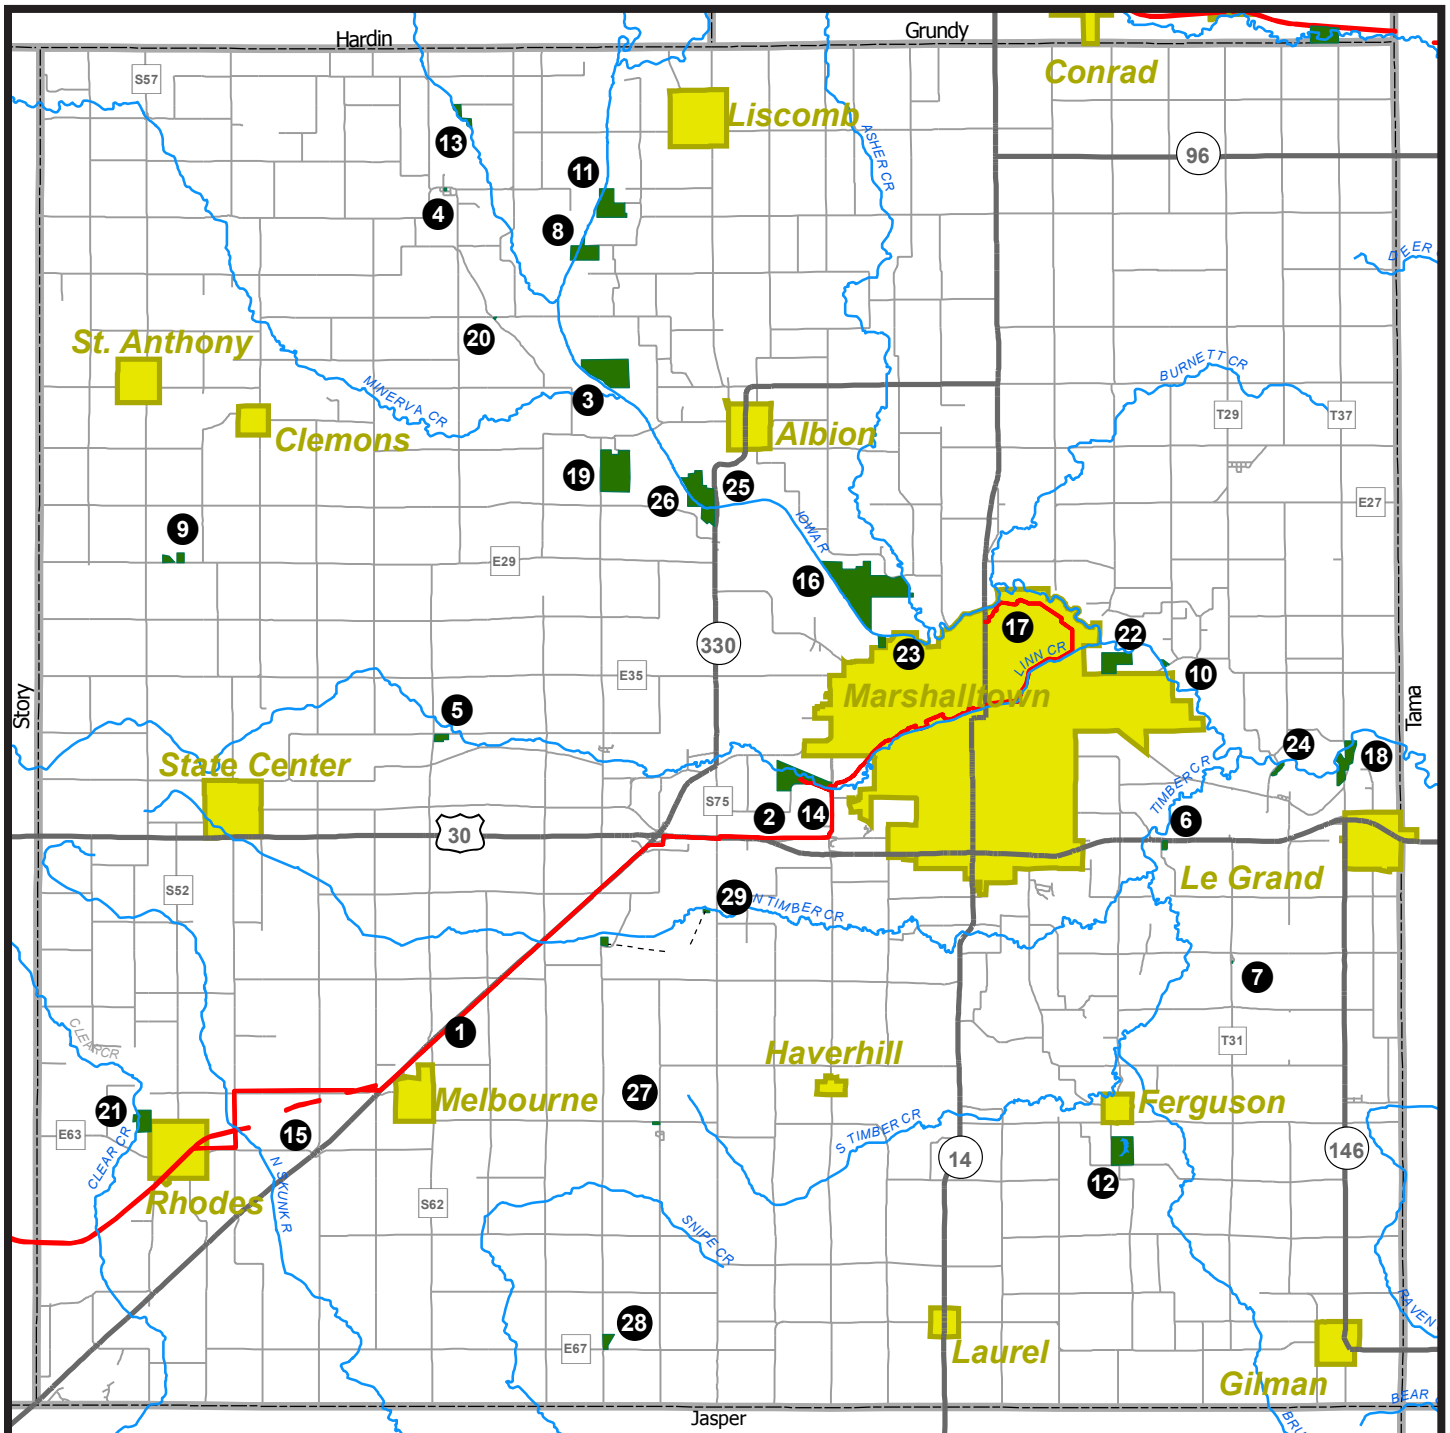 Hardin
Grundy
S57
Conrad
Liscomb
13
ASHER CR
96
11
4
8
DEER
20
St. Anthony
BURNETT CR
MINERVA CR
3
T29
T37
Clemons
Albion
19
26
25
E27
IOWA R
9
E29
16
17
22
330
23
LINN CR
10
E35
Marshalltown
Story
Tama
5
24
18
State Center
TIMBER CR
S75
2
14
6
30
Le Grand
S52
29
N TIMBER CR
7
CLEAR CR
1
T31
Haverhill
Melbourne
27
Ferguson
21
E63
15
S TIMBER CR
CLEAR CR
14
146
N SKUNK R
12
Rhodes
S62
SNIPE CR
RAVEN
28
E67
Laurel
Gilman
BEAR
Jasper
BRU